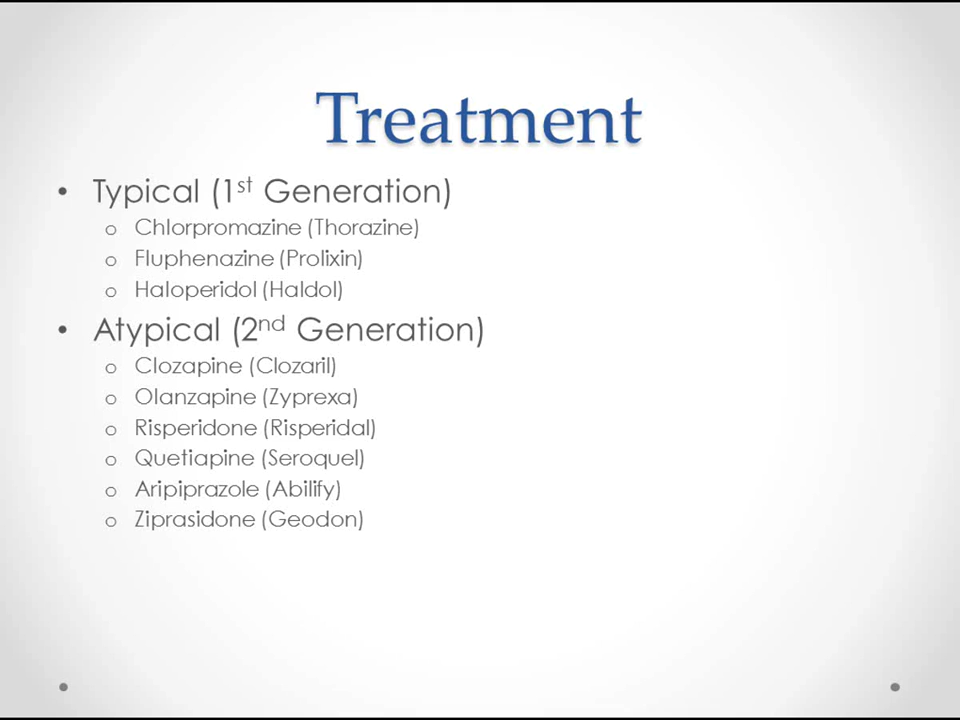 Treatment
• Typical (1st Generation)
o Chlorpromazine (Thorazine)
o Fluphenazine (Prolixin)
o Haloperidol (Haldol)
• Atypical (2nd Generation)
o Clozapine (Clozaril)
o Olanzapine (Zyprexa)
o Risperidone (Risperidal)
o Quetiapine (Seroquel)
o Aripiprazole (Abilify)
o Ziprasidone (Geodon)